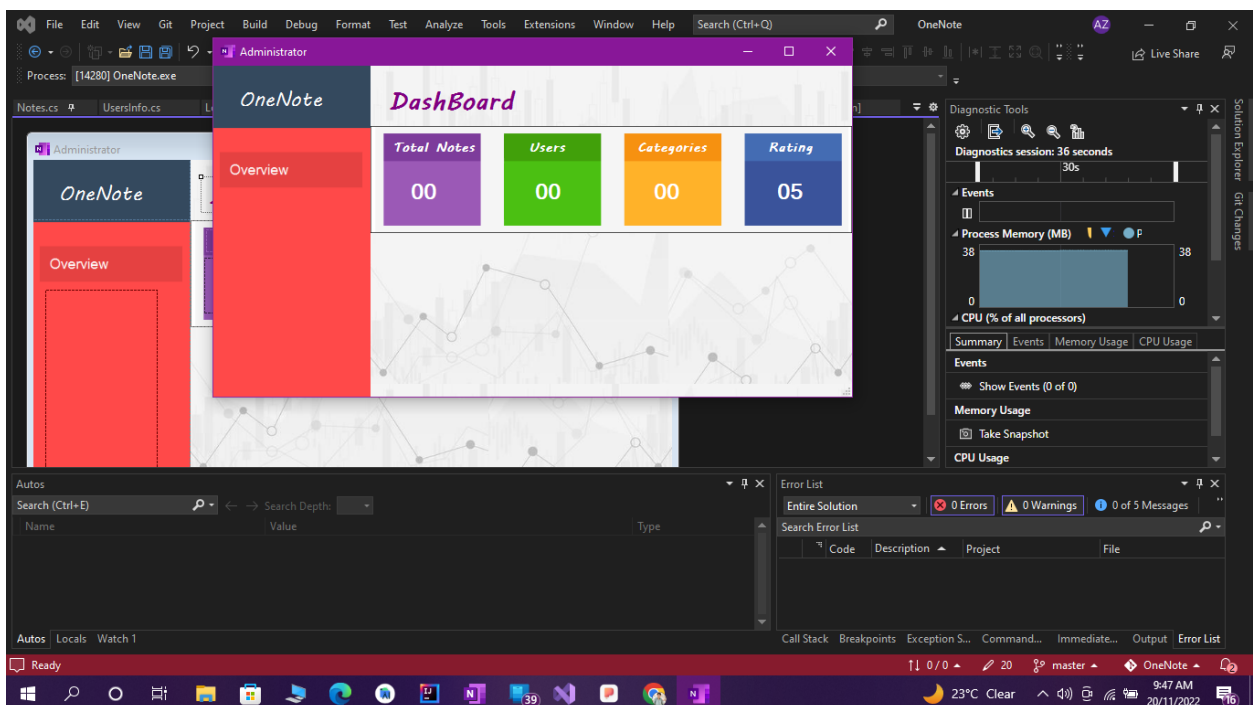 File Edit View Git Project Build Debug Format Test Analyze Tools Extensions Window Help Search (Ctrl+Q) OneNote AZ
Administrator
Live Share
Process: [14280] OneNote.exe
Notes.cs UsersInfo.cs
OneNote
DashBoard
Total Notes Users Categories Rating
00 00 00 05
Overview
Administrator
OneNote
Overview
Diagnostic Tools
Diagnostics session: 36 seconds
30s
Events
Process Memory (MB) P
38 38
0 0
CPU (% of all processors)
Summary Events Memory Usage CPU Usage
Events
Show Events (0 of 0)
Memory Usage
Take Snapshot
CPU Usage
Solution Explorer
Git Changes
Autos
Search (Ctrl+E) Search Depth:
Name Value Type
Autos Locals Watch 1
Error List
Entire Solution 0 Errors 0 Warnings 0 of 5 Messages
Search Error List
Code Description Project File
Call Stack Breakpoints Exception S... Command... Immediate... Output Error List
Ready 0 / 0 20 master OneNote 2
39
23°C Clear 9:47 AM
20/11/2022 16